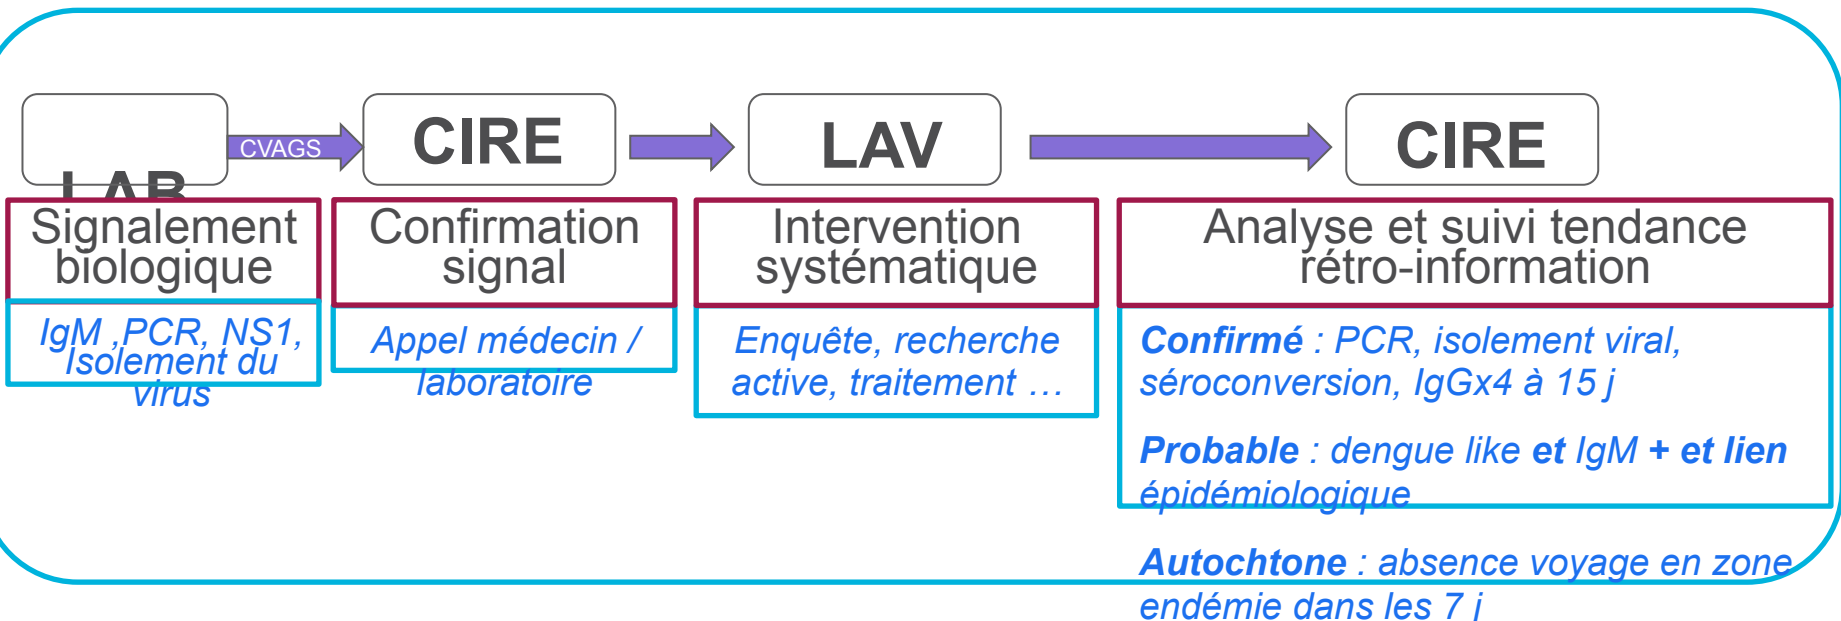 LAB
CVAGS
CIRE
LAV
CIRE
Signalement
biologique
IgM ,PCR, NS1,
Isolement du
virus
Confirmation
signal
Appel médecin /
laboratoire
Intervention
systématique
Enquête, recherche
active, traitement …
Analyse et suivi tendance
rétro-information
Confirmé : PCR, isolement viral,
séroconversion, IgGx4 à 15 j
Probable : dengue like et IgM + et lien
épidémiologique
Autochtone : absence voyage en zone
endémie dans les 7 j